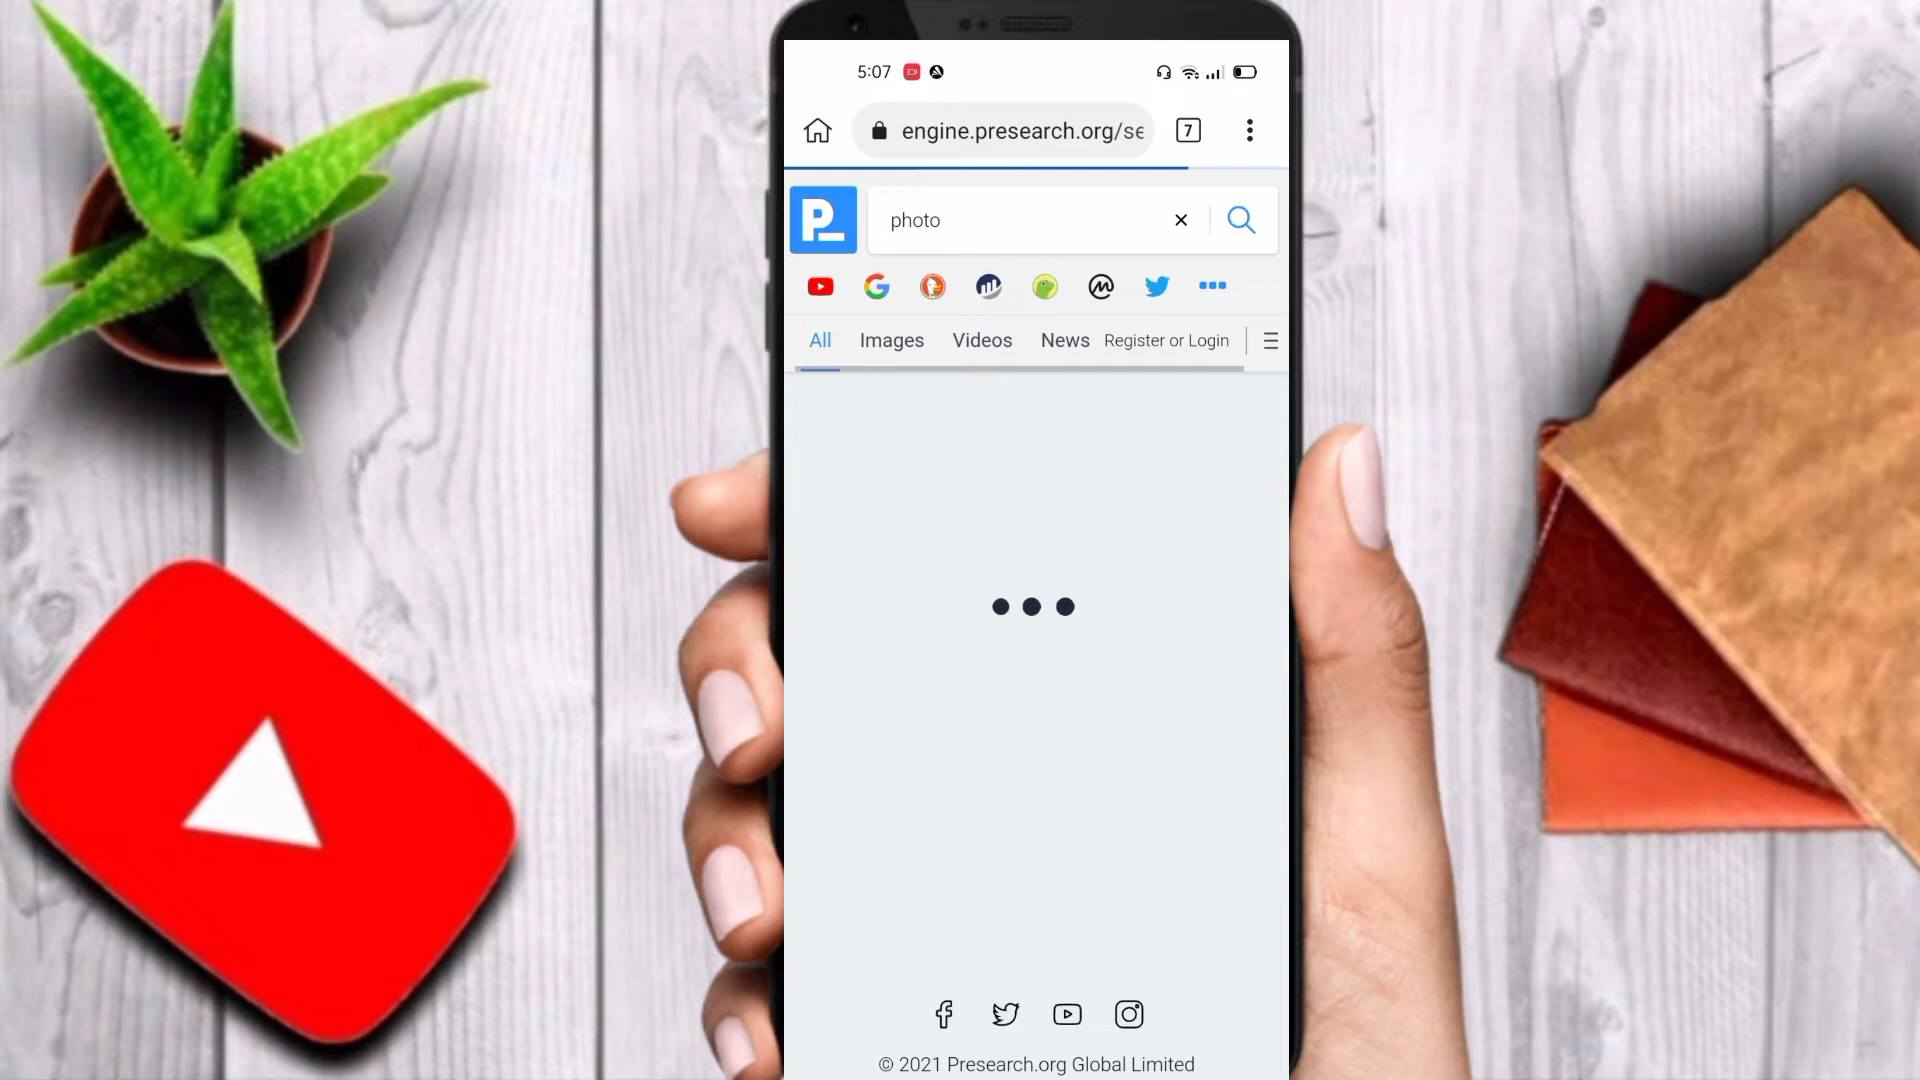 5:07
engine.presearch.org/se
7
P_
photo
All Images Videos News Register or Login
© 2021 Presearch.org Global Limited